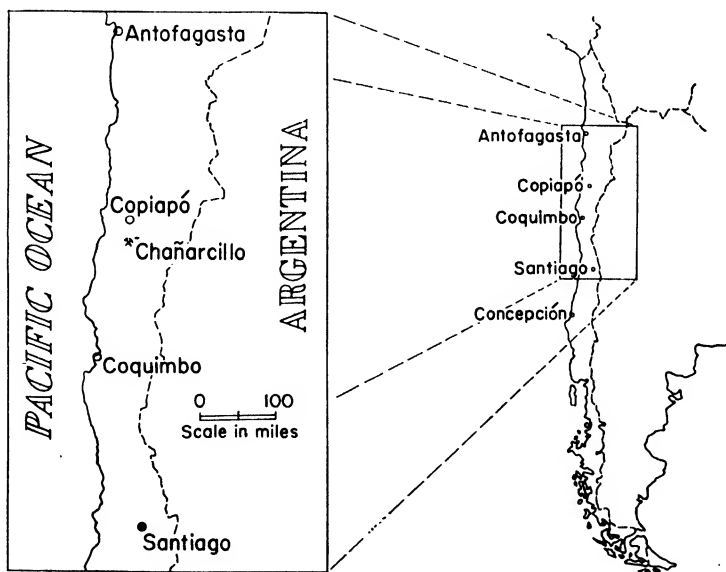 Antofagasta
PACIFIC OCEAN
ARGENTINA
Copiapó
Chañarcillo
Coquimbo
0 100
Scale in miles
Santiago
Antofagasta
Copiapó
Coquimbo
Santiago
Concepción